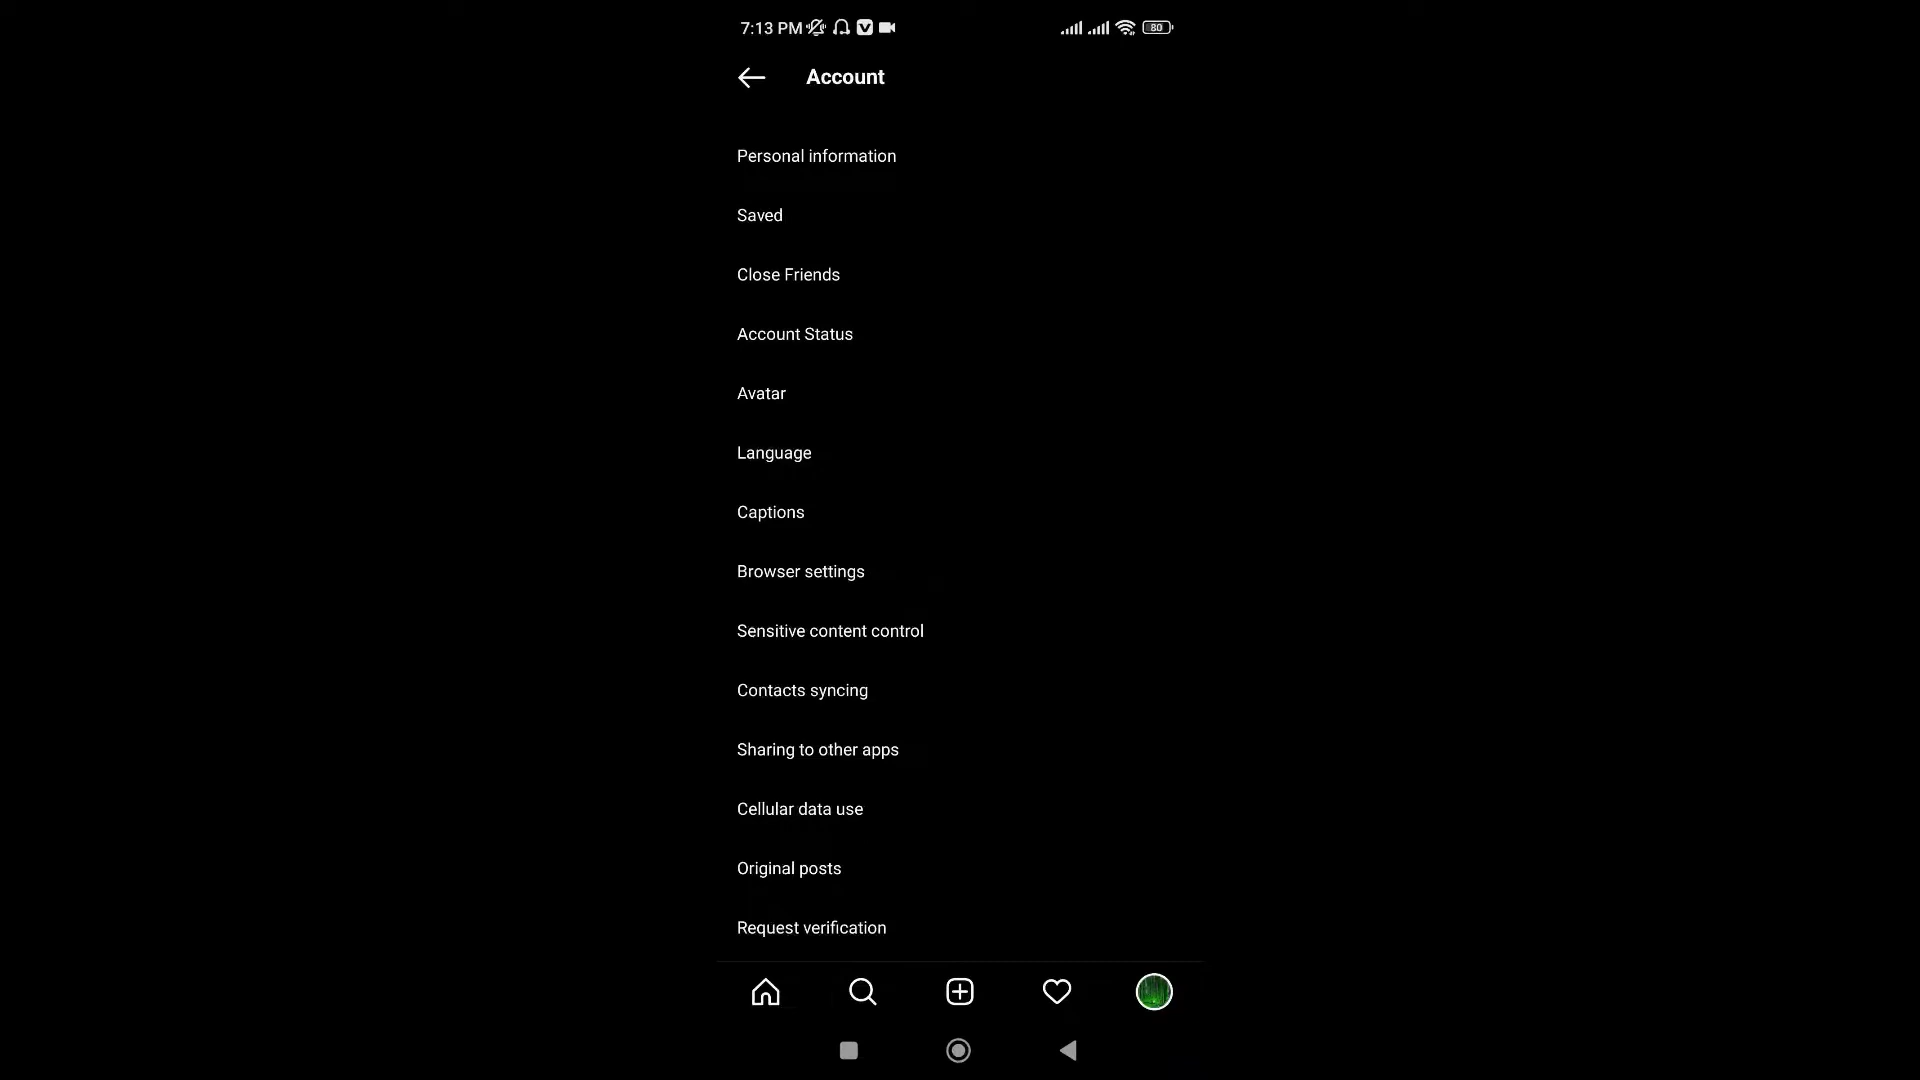 7:13 PM 80
Account
Personal information
Saved
Close Friends
Account Status
Avatar
Language
Captions
Browser settings
Sensitive content control
Contacts syncing
Sharing to other apps
Cellular data use
Original posts
Request verification